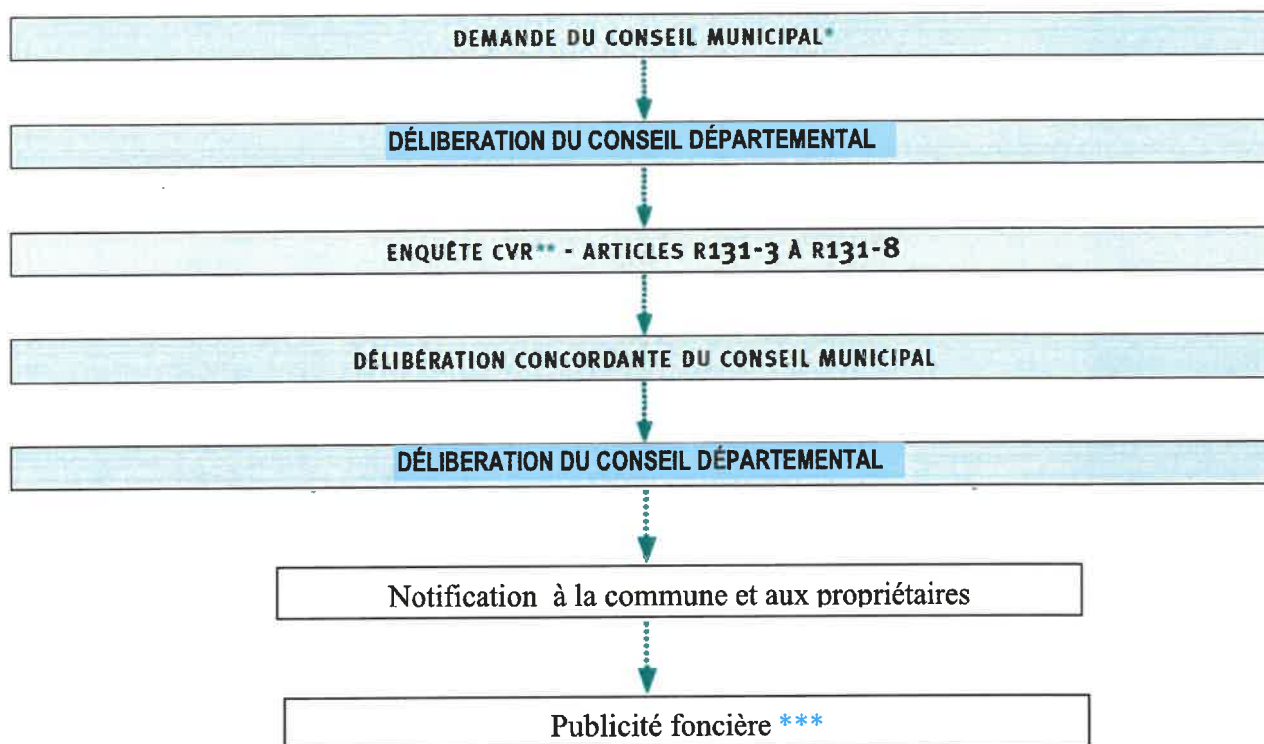 DEMANDE DU CONSEIL MUNICIPAL*
DÉLIBERATION DU CONSEIL DÉPARTEMENTAL
ENQUÊTE CVR** - ARTICLES R131-3 À R131-8
DÉLIBÉRATION CONCORDANTE DU CONSEIL MUNICIPAL
DÉLIBERATION DU CONSEIL DÉPARTEMENTAL
Notification à la commune et aux propriétaires
Publicité foncière ***